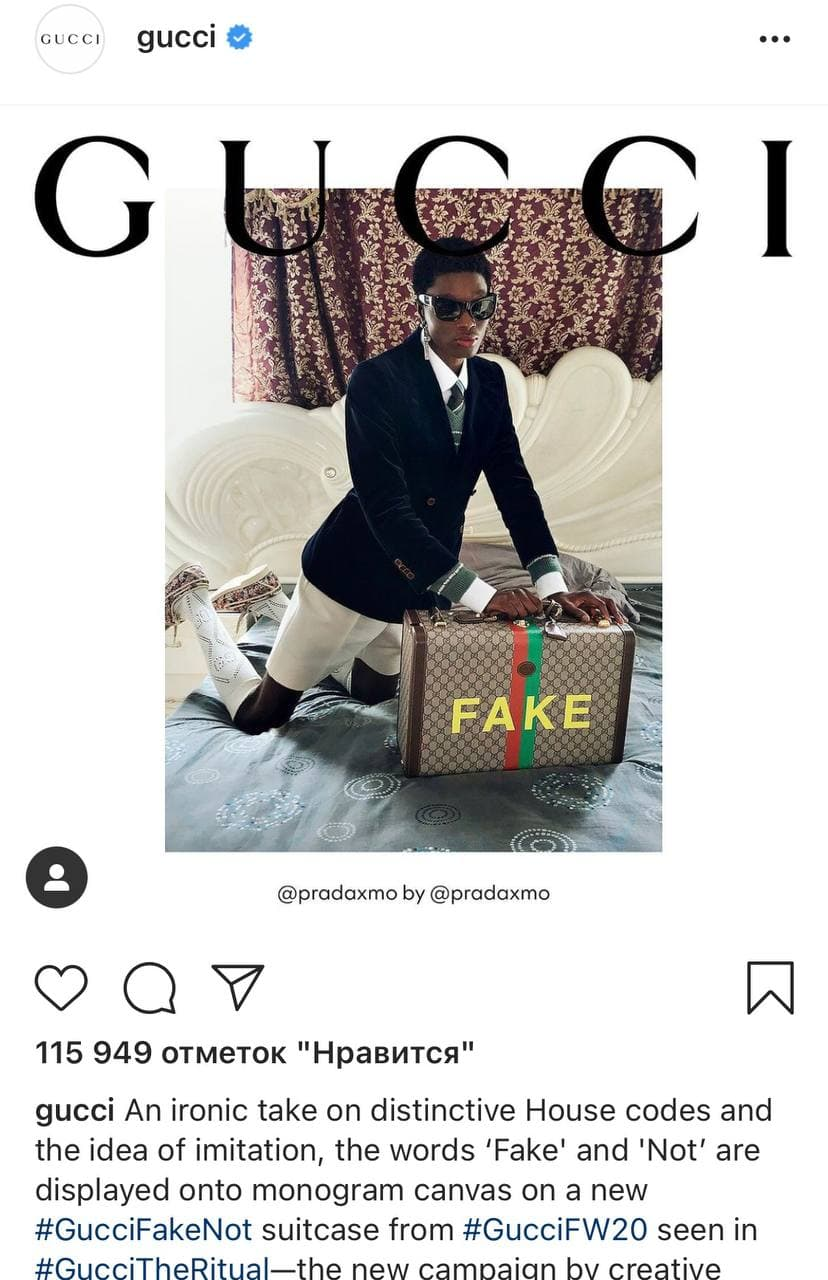 GUCCI
gucci
GUCCI
FAKE
@pradaxmo by @pradaxmo
115 949 отметок "Нравится"
gucci An ironic take on distinctive House codes and
the idea of imitation, the words ‘Fake' and 'Not’ are
displayed onto monogram canvas on a new
#GucciFakeNot suitcase from #GucciFW20 seen in
#GucciTheRitual—the new campaign by creative